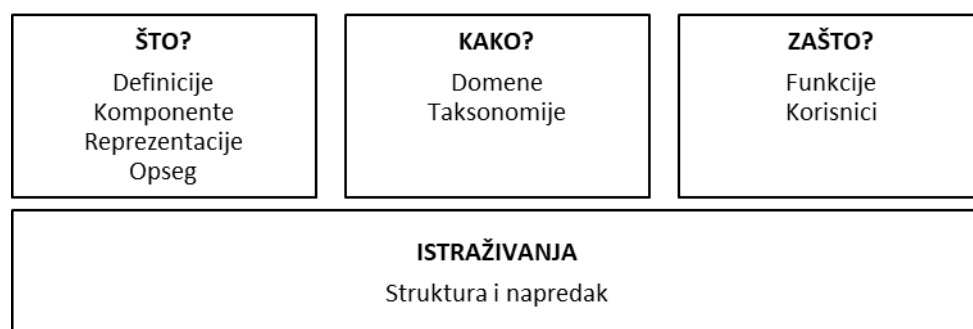 ŠTO?
Definicije
Komponente
Reprezentacije
Opseg
KAKO?
Domene
Taksonomije
ZAŠTO?
Funkcije
Korisnici
ISTRAŽIVANJA
Struktura i napredak